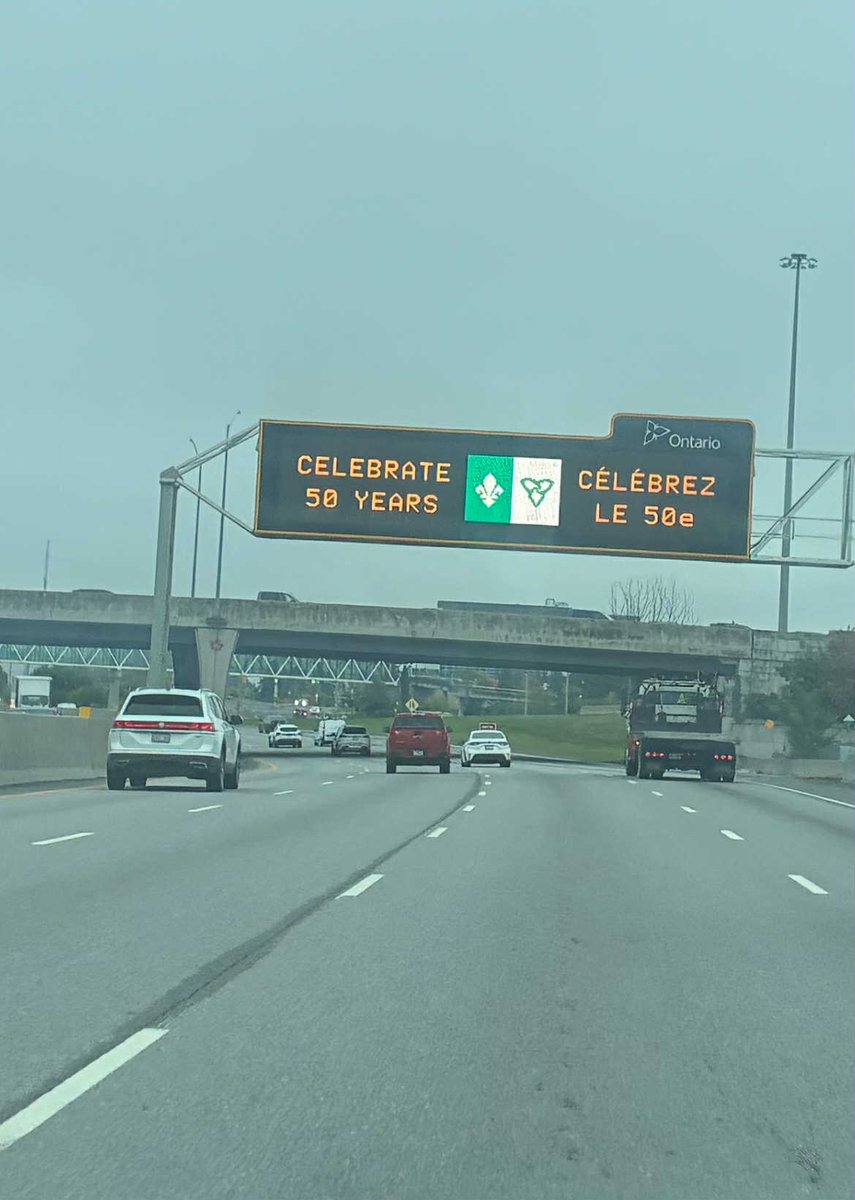 Ontario
CELEBRATE
50 YEARS
CÉLÉBREZ
LE 50e